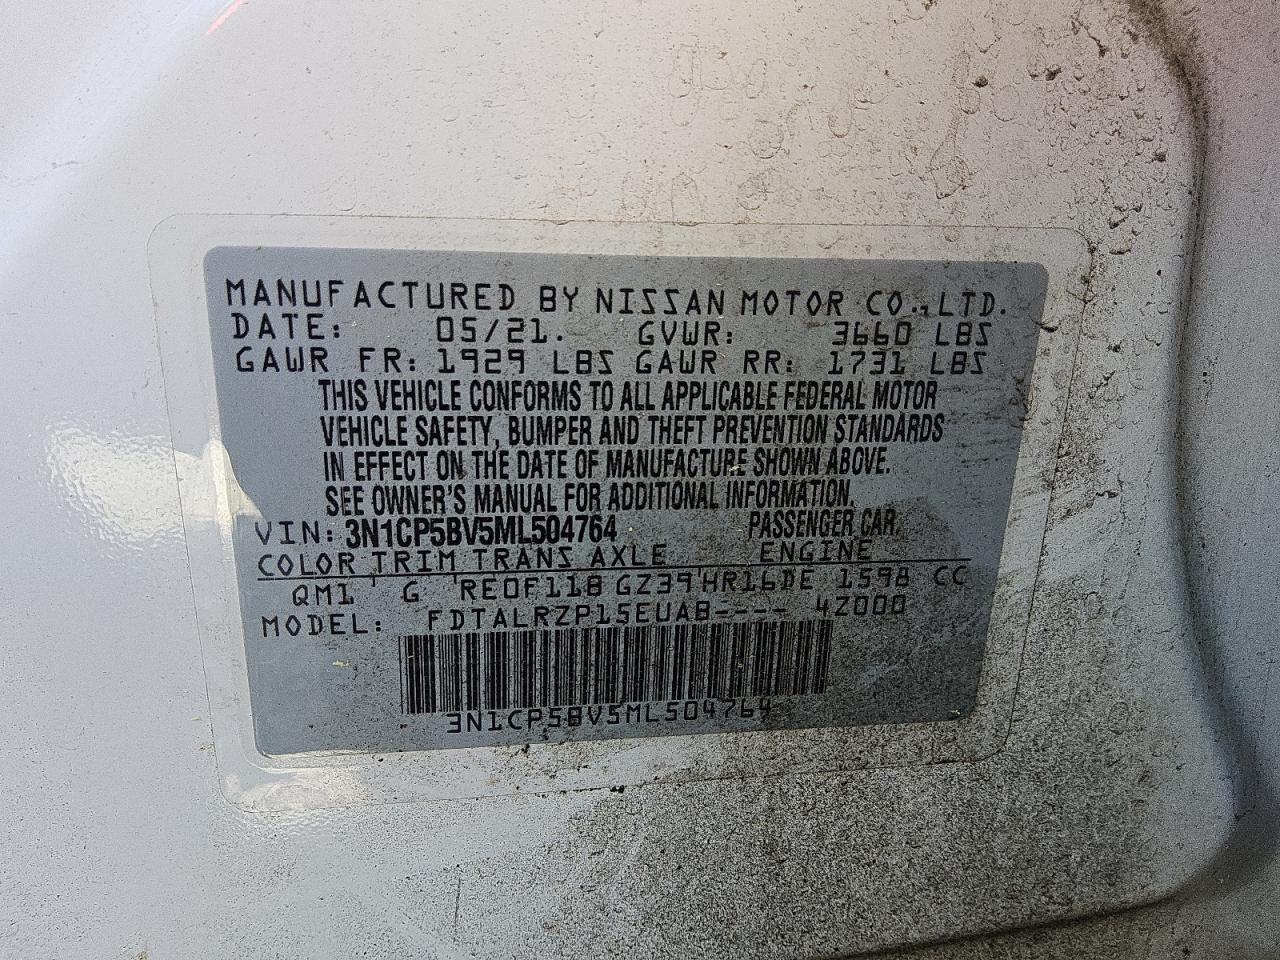 MANUFACTURED BY NISSAN MOTOR CO., LTD.
DATE: 05/21. GVWR: 3660 LBS
GAWR FR: 1929 LBS GAWR RR: 1731 LBS
THIS VEHICLE CONFORMS TO ALL APPLICABLE FEDERAL MOTOR
VEHICLE SAFETY, BUMPER AND THEFT PREVENTION STANDARDS
IN EFFECT ON THE DATE OF MANUFACTURE SHOWN ABOVE.
SEE OWNER'S MANUAL FOR ADDITIONAL INFORMATION.
VIN: 3N1CP5BV5ML504764 PASSENGER CAR.
COLOR TRIM TRANS AXLE ENGINE
QM1 G RE0F11B GZ39 HR16DE 1598 CC
MODEL: FDTALRZP15EUAB---- 4Z000
3N1CP5BV5ML504764